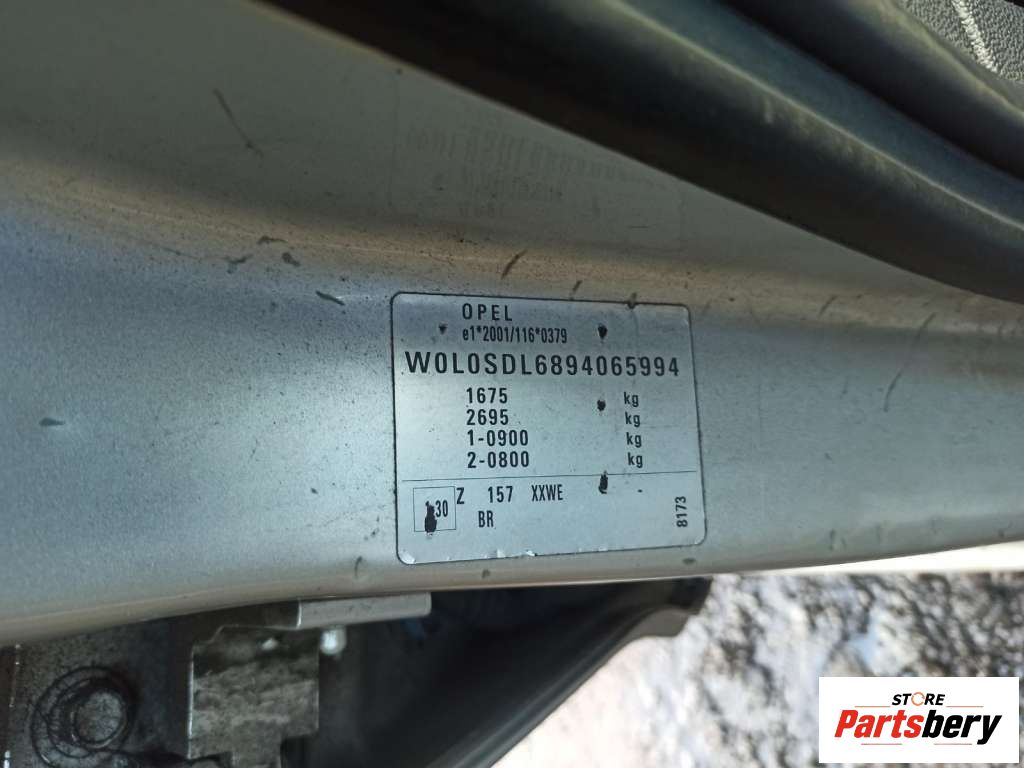 OPEL
e1*2001/116*0379
W0L0SDL6894065994
1675 kg
2695 kg
1-0900 kg
2-0800 kg
Z 157 XXWE
30
BR
8173
STORE
Partsbery